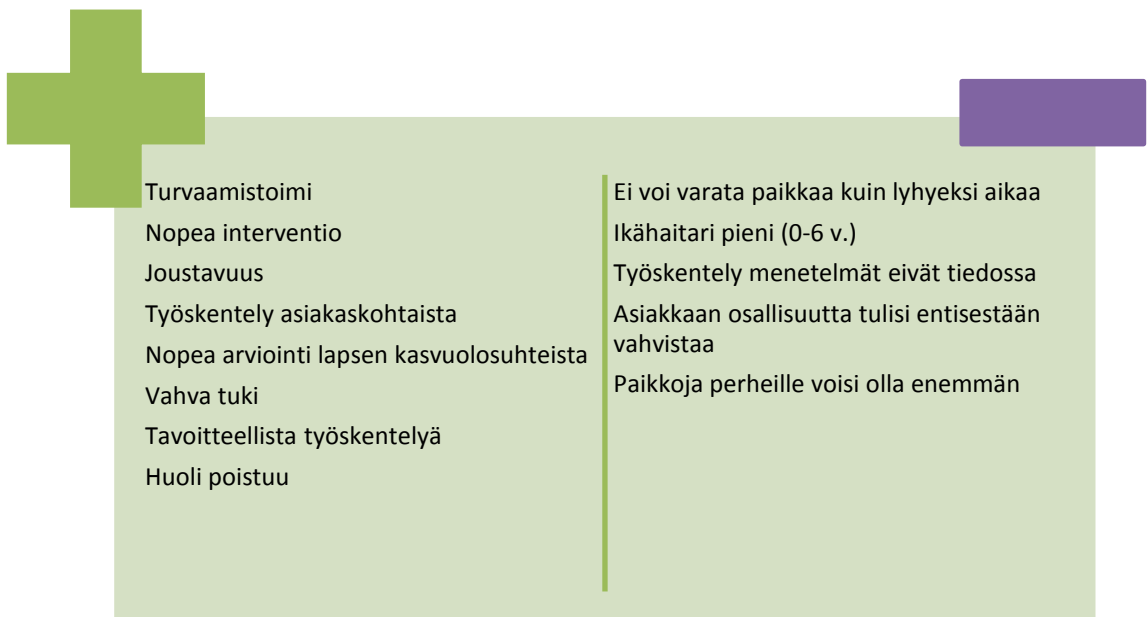 Turvaamistoimi
Nopea interventio
Joustavuus
Työskentely asiakaskohtaista
Nopea arviointi lapsen kasvuolosuhteista
Vahva tuki
Tavoitteellista työskentelyä
Huoli poistuu
Ei voi varata paikkaa kuin lyhyeksi aikaa
Ikähaitari pieni (0-6 v.)
Työskentely menetelmät eivät tiedossa
Asiakkaan osallisuutta tulisi entisestään
vahvistaa
Paikkoja perheille voisi olla enemmän